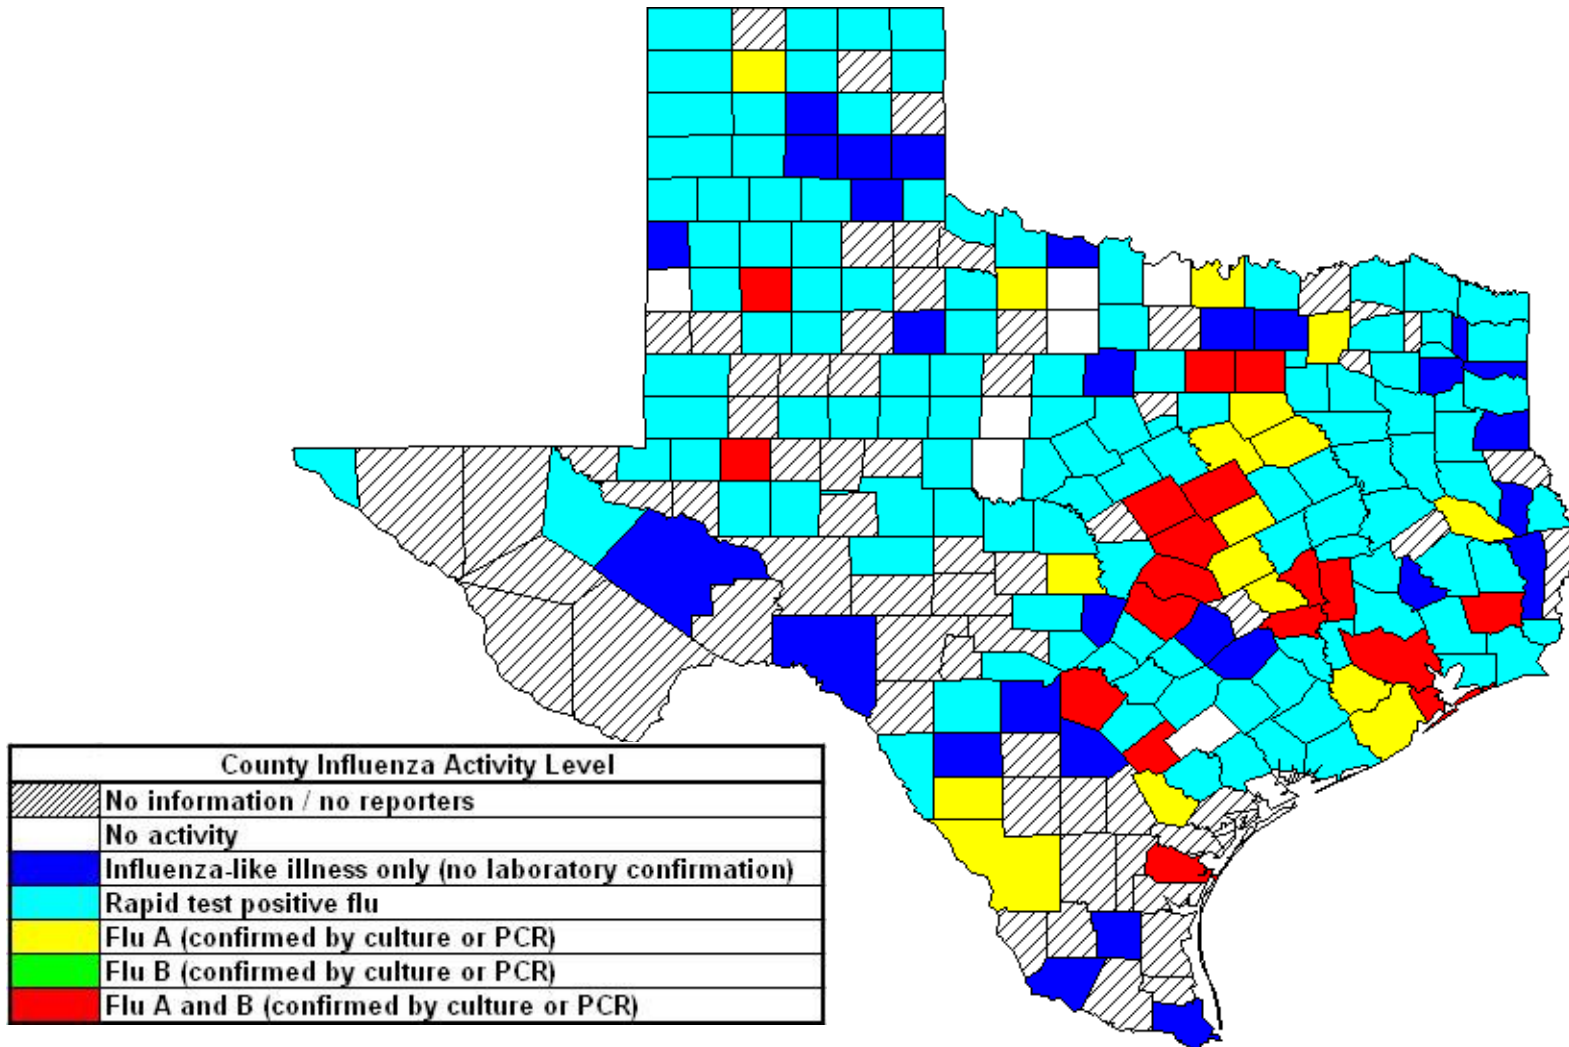 County Influenza Activity Level
No information / no reporters
No activity
Influenza-like illness only (no laboratory confirmation)
Rapid test positive flu
Flu A (confirmed by culture or PCR)
Flu B (confirmed by culture or PCR)
Flu A and B (confirmed by culture or PCR)